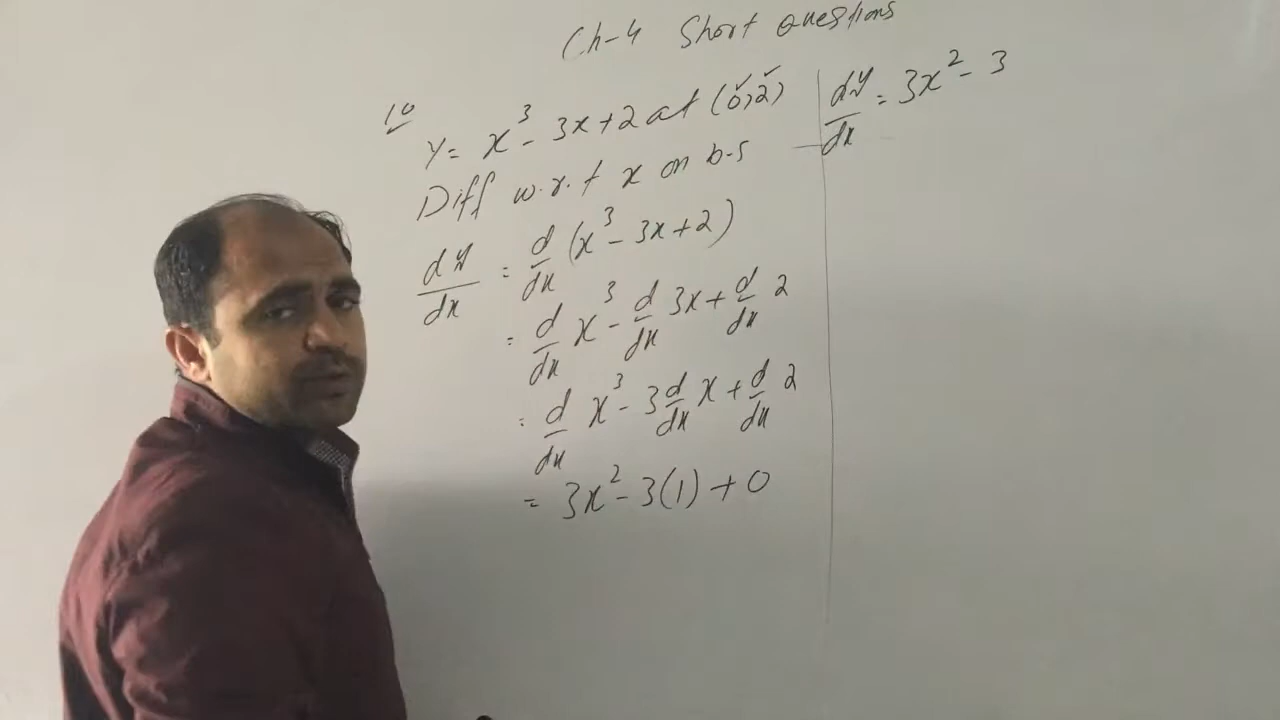 Ch-4 Short Questions
10
y = x³ - 3x + 2 at (0,2)
Diff w.r.t x on b.s
dy/dx = d/dx (x³ - 3x + 2)
= d/dx x³ - d/dx 3x + d/dx 2
= d/dx x³ - 3 d/dx x + d/dx 2
= 3x² - 3(1) + 0
dy/dx = 3x² - 3